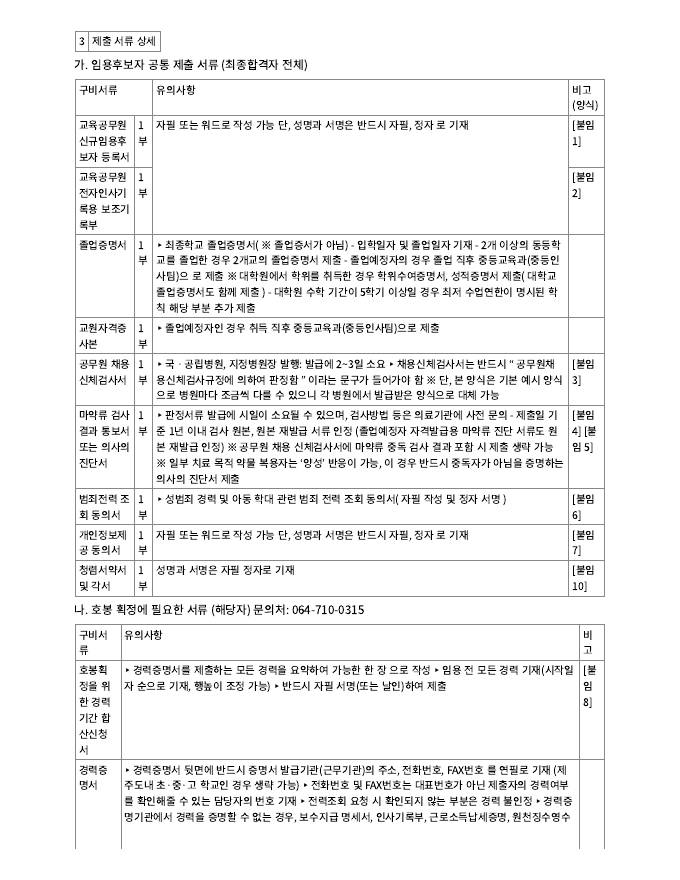 3 제출 서류 상세
가. 임용후보자 공통 제출 서류 (최종합격자 전체)
구비서류 유의사항 비고
(양식)
교육공무원
신규임용후
보자 등록서
1
부
자필 또는 워드로 작성 가능 단, 성명과 서명은 반드시 자필, 정자 로 기재
[붙임
1]
교육공무원
전자인사기
록용 보조기
록부
1
부
[붙임
2]
졸업증명서
1
부
‣ 최종학교 졸업증명서( ※ 졸업증서가 아님) - 입학일자 및 졸업일자 기재 - 2개 이상의 동등학
교를 졸업한 경우 2개교의 졸업증명서 제출 - 졸업예정자의 경우 졸업 직후 중등교육과(중등인
사팀)으 로 제출 ※ 대학원에서 학위를 취득한 경우 학위수여증명서, 성적증명서 제출( 대학교
졸업증명서도 함께 제출 ) - 대학원 수학 기간이 5학기 이상일 경우 최저 수업연한이 명시된 학
칙 해당 부분 추가 제출
교원자격증
사본
1
부
‣ 졸업예정자인 경우 취득 직후 중등교육과(중등인사팀)으로 제출
공무원 채용
신체검사서
1
부
‣ 국ㆍ공립병원, 지정병원장 발행: 발급에 2~3일 소요 ‣ 채용신체검사서는 반드시 “ 공무원채
용신체검사규정에 의하여 판정함 ” 이라는 문구가 들어가야 함 ※ 단, 본 양식은 기본 예시 양식
으로 병원마다 조금씩 다를 수 있으니 각 병원에서 발급받은 양식으로 대체 가능
[붙임
3]
마약류 검사
결과 통보서
또는 의사의
진단서
1
부
‣ 판정서류 발급에 시일이 소요될 수 있으며, 검사방법 등은 의료기관에 사전 문의 - 제출일 기
준 1년 이내 검사 원본, 원본 재발급 서류 인정 (졸업예정자 자격발급용 마약류 진단 서류도 원
본 재발급 인정) ※ 공무원 채용 신체검사서에 마약류 중독 검사 결과 포함 시 제출 생략 가능
※ 일부 치료 목적 약물 복용자는 ‘양성’ 반응이 가능, 이 경우 반드시 중독자가 아님을 증명하는
의사의 진단서 제출
[붙임
4] [붙
임 5]
범죄전력 조
회 동의서
1
부
‣ 성범죄 경력 및 아동 학대 관련 범죄 전력 조회 동의서( 자필 작성 및 정자 서명 )
[붙임
6]
개인정보제
공 동의서
1
부
자필 또는 워드로 작성 가능 단, 성명과 서명은 반드시 자필, 정자 로 기재
[붙임
7]
청렴서약서
및 각서
1
부
성명과 서명은 자필 정자로 기재
[붙임
10]
나. 호봉 획정에 필요한 서류 (해당자) 문의처: 064-710-0315
구비서
류
유의사항
비
고
호봉획
정을 위
한 경력
기간 합
산신청
서
‣ 경력증명서를 제출하는 모든 경력을 요약하여 가능한 한 장 으로 작성 ‣ 임용 전 모든 경력 기재(시작일
자 순으로 기재, 행높이 조정 가능) ‣ 반드시 자필 서명(또는 날인)하여 제출
[붙
임
8]
경력증
명서
‣ 경력증명서 뒷면에 반드시 증명서 발급기관(근무기관)의 주소, 전화번호, FAX번호 를 연필로 기재 (제
주도내 초·중·고 학교인 경우 생략 가능) ‣ 전화번호 및 FAX번호는 대표번호가 아닌 제출자의 경력여부
를 확인해줄 수 있는 담당자의 번호 기재 ‣ 전력조회 요청 시 확인되지 않는 부분은 경력 불인정 ‣ 경력증
명기관에서 경력을 증명할 수 없는 경우, 보수지급 명세서, 인사기록부, 근로소득납세증명, 원천징수영수